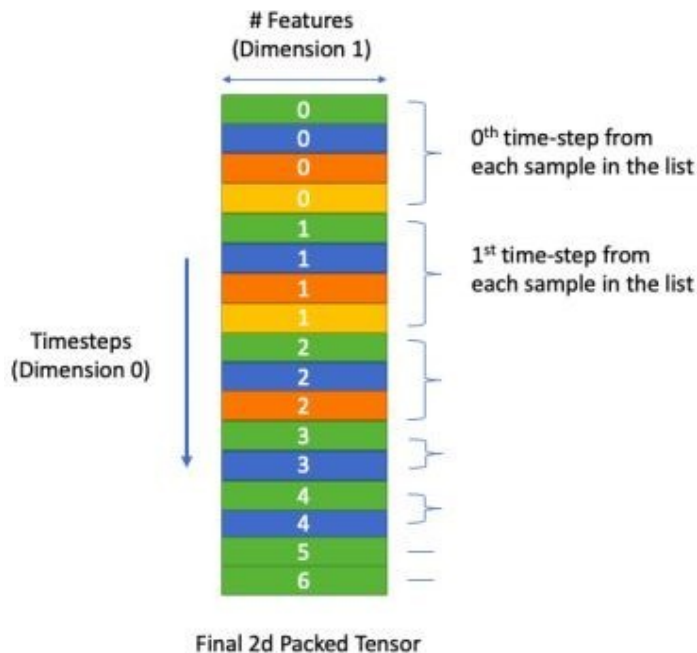 # Features
(Dimension 1)
0
0
0
0
1
1
1
1
2
2
2
3
3
4
4
5
6
0th time-step from
each sample in the list
1st time-step from
each sample in the list
Timesteps
(Dimension 0)
Final 2d Packed Tensor